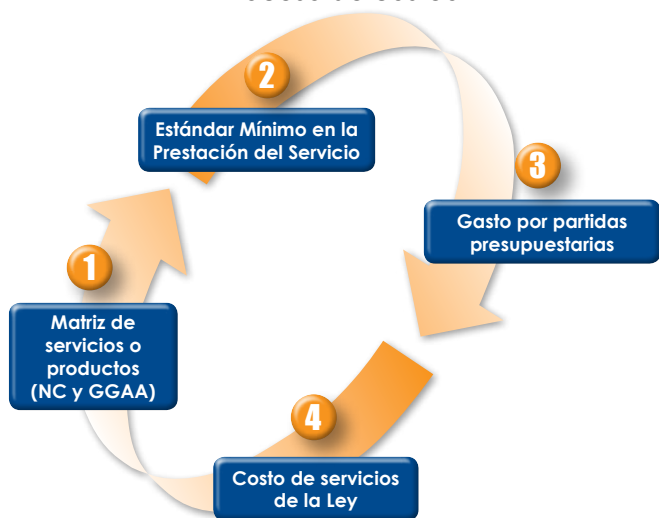 1
Matriz de
servicios o
productos
(NC y GGAA)
2
Estándar Mínimo en la
Prestación del Servicio
3
Gasto por partidas
presupuestarias
4
Costo de servicios
de la Ley